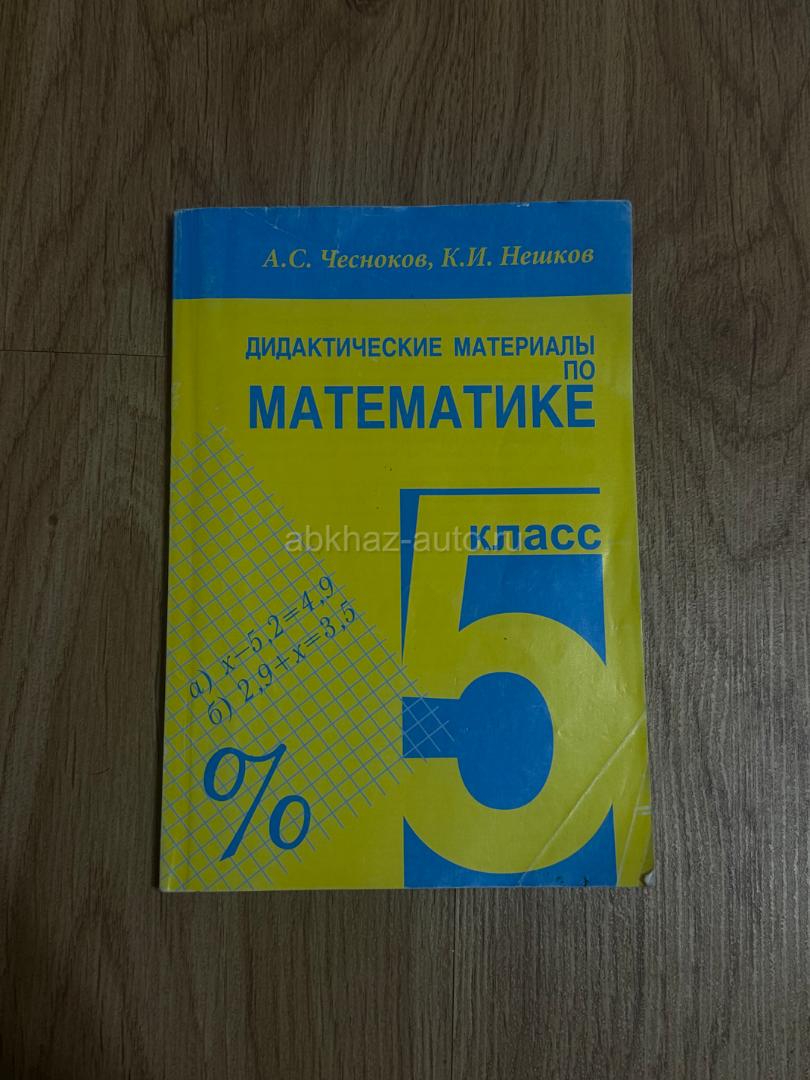 А.С. Чесноков, К.И. Нешков
ДИДАКТИЧЕСКИЕ МАТЕРИАЛЫ
ПО
МАТЕМАТИКЕ
abkhaz-auto.ru
класс
5
а) x−5,2=4,9
б) 2,9+x=3,5
%